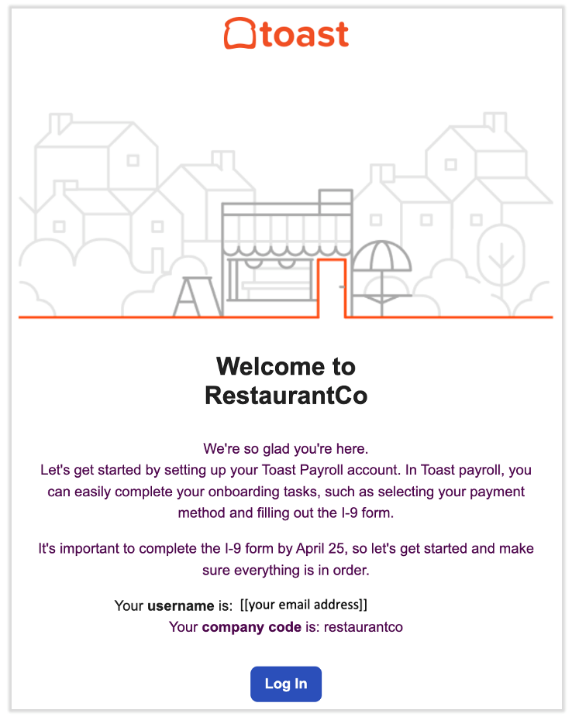 toast
Welcome to
RestaurantCo
We're so glad you're here.
Let's get started by setting up your Toast Payroll account. In Toast payroll, you
can easily complete your onboarding tasks, such as selecting your payment
method and filling out the I-9 form.
It's important to complete the I-9 form by April 25, so let's get started and make
sure everything is in order.
Your username is: [[your email address]]
Your company code is: restaurantco
Log In